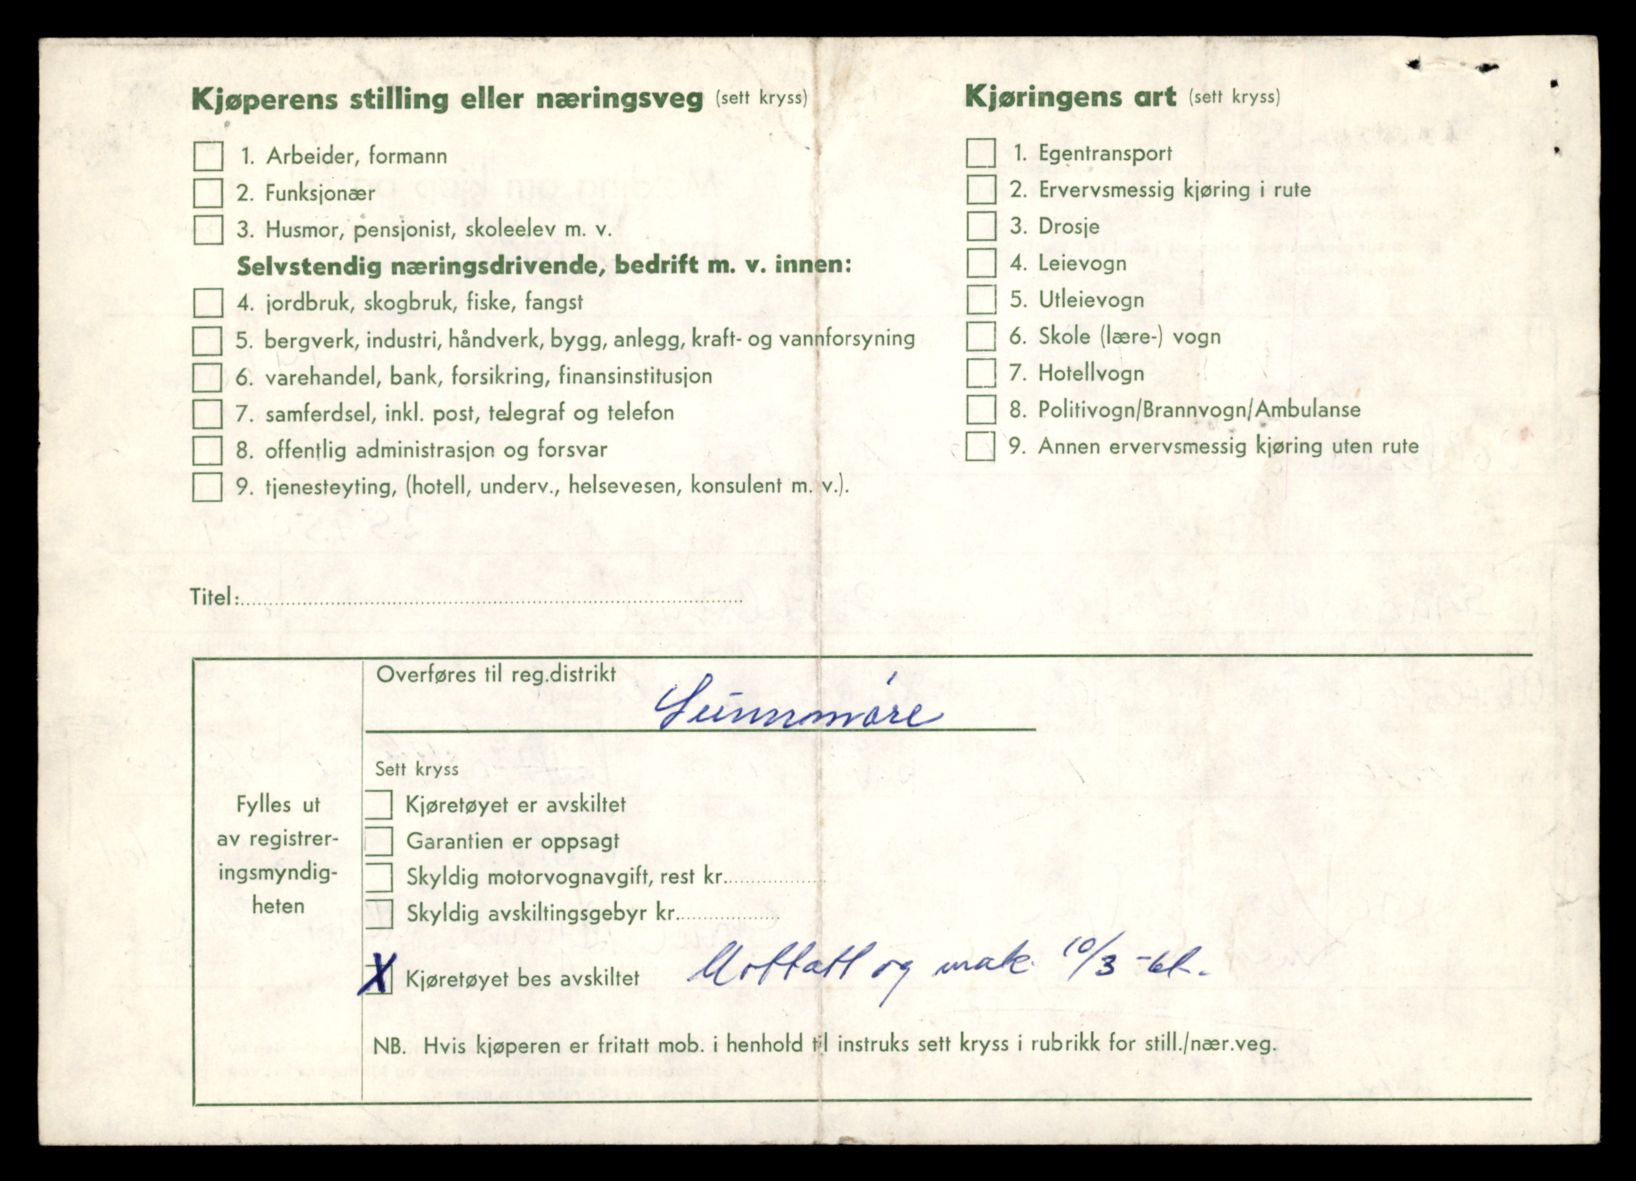 Kjøperens stilling eller næringsveg (sett kryss)
1. Arbeider, formann
2. Funksjonær
3. Husmor, pensjonist, skoleelev m. v.
Selvstendig næringsdrivende, bedrift m. v. innen:
4. jordbruk, skogbruk, fiske, fangst
5. bergverk, industri, håndverk, bygg, anlegg, kraft- og vannforsyning
6. varehandel, bank, forsikring, finansinstitusjon
7. samferdsel, inkl. post, telegraf og telefon
8. offentlig administrasjon og forsvar
9. tjenesteyting, (hotell, underv., helsevesen, konsulent m. v.).
Kjøringens art (sett kryss)
1. Egentransport
2. Ervervsmessig kjøring i rute
3. Drosje
4. Leievogn
5. Utleievogn
6. Skole (lære-) vogn
7. Hotellvogn
8. Politivogn/Brannvogn/Ambulanse
9. Annen ervervsmessig kjøring uten rute
Titel:
Overføres til reg.distrikt
Sunnmøre
Fylles ut
av registrer-
ingsmyndig-
heten
Sett kryss
Kjøretøyet er avskiltet
Garantien er oppsagt
Skyldig motorvognavgift, rest kr.
Skyldig avskiltingsgebyr kr.
X Kjøretøyet bes avskiltet Mottatt og mak. 10/3
NB. Hvis kjøperen er fritatt mob. i henhold til instruks sett kryss i rubrikk for still./nær.veg.